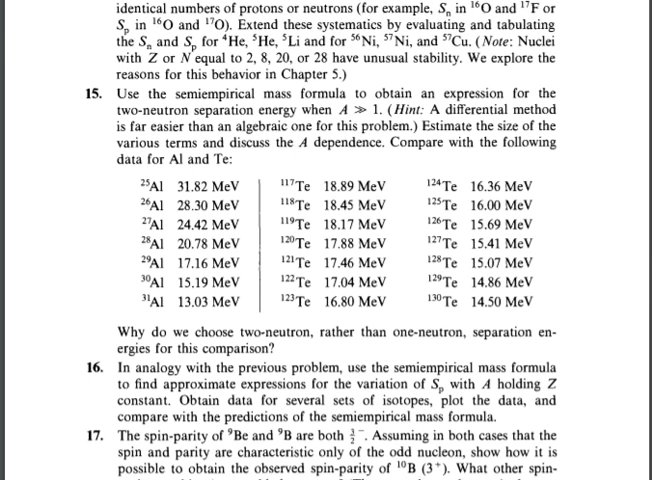 identical numbers of protons or neutrons (for example, Sₙ in ¹⁶O and ¹⁷F or
Sₚ in ¹⁶O and ¹⁷O). Extend these systematics by evaluating and tabulating
the Sₙ and Sₚ for ⁴He, ⁵He, ⁵Li and for ⁵⁶Ni, ⁵⁷Ni, and ⁵⁷Cu. (Note: Nuclei
with Z or N equal to 2, 8, 20, or 28 have unusual stability. We explore the
reasons for this behavior in Chapter 5.)
15. Use the semiempirical mass formula to obtain an expression for the
two-neutron separation energy when A ≫ 1. (Hint: A differential method
is far easier than an algebraic one for this problem.) Estimate the size of the
various terms and discuss the A dependence. Compare with the following
data for Al and Te:
²⁵Al 31.82 MeV ¹¹⁷Te 18.89 MeV ¹²⁴Te 16.36 MeV
²⁶Al 28.30 MeV ¹¹⁸Te 18.45 MeV ¹²⁵Te 16.00 MeV
²⁷Al 24.42 MeV ¹¹⁹Te 18.17 MeV ¹²⁶Te 15.69 MeV
²⁸Al 20.78 MeV ¹²⁰Te 17.88 MeV ¹²⁷Te 15.41 MeV
²⁹Al 17.16 MeV ¹²¹Te 17.46 MeV ¹²⁸Te 15.07 MeV
³⁰Al 15.19 MeV ¹²²Te 17.04 MeV ¹²⁹Te 14.86 MeV
³¹Al 13.03 MeV ¹²³Te 16.80 MeV ¹³⁰Te 14.50 MeV
Why do we choose two-neutron, rather than one-neutron, separation en-
ergies for this comparison?
16. In analogy with the previous problem, use the semiempirical mass formula
to find approximate expressions for the variation of Sₚ with A holding Z
constant. Obtain data for several sets of isotopes, plot the data, and
compare with the predictions of the semiempirical mass formula.
17. The spin-parity of ⁹Be and ⁹B are both 3/2⁻. Assuming in both cases that the
spin and parity are characteristic only of the odd nucleon, show how it is
possible to obtain the observed spin-parity of ¹⁰B (3⁺). What other spin-